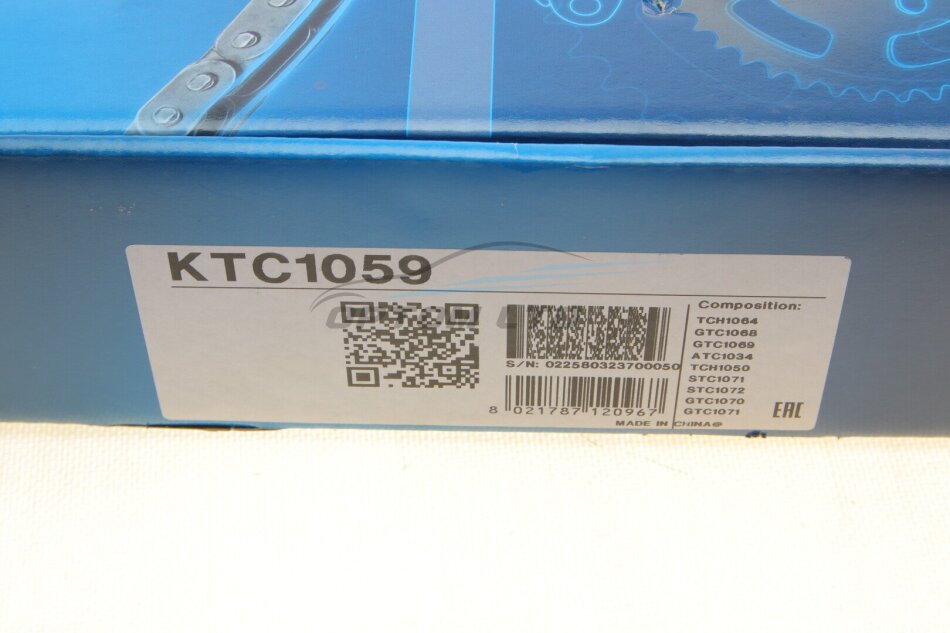 KTC1059
S/N: 022580323700050
8 021787 120967
MADE IN CHINA@
Composition:
TCH1064
GTC1068
GTC1069
ATC1034
TCH1050
STC1071
STC1072
GTC1070
GTC1071
EAC